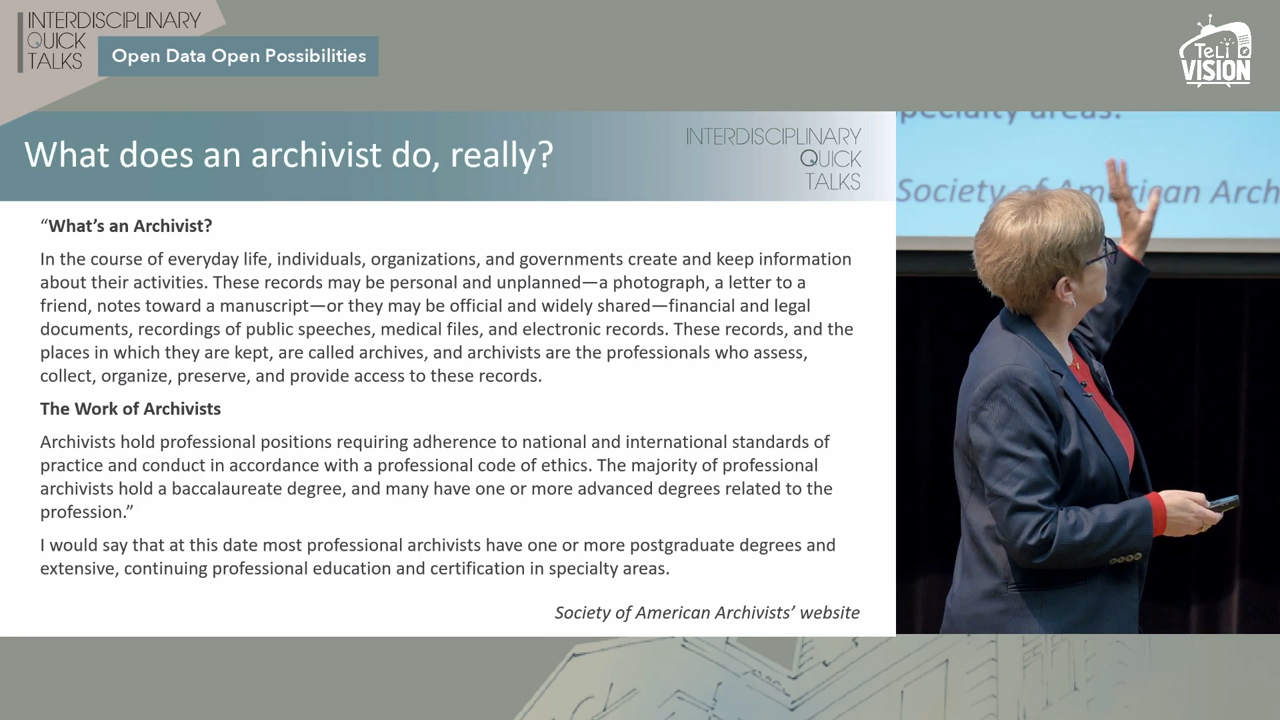 INTERDISCIPLINARY
QUICK
TALKS
Open Data Open Possibilities
TeLi
VISION
What does an archivist do, really?
INTERDISCIPLINARY
QUICK
TALKS
“What’s an Archivist?
In the course of everyday life, individuals, organizations, and governments create and keep information
about their activities. These records may be personal and unplanned—a photograph, a letter to a
friend, notes toward a manuscript—or they may be official and widely shared—financial and legal
documents, recordings of public speeches, medical files, and electronic records. These records, and the
places in which they are kept, are called archives, and archivists are the professionals who assess,
collect, organize, preserve, and provide access to these records.
The Work of Archivists
Archivists hold professional positions requiring adherence to national and international standards of
practice and conduct in accordance with a professional code of ethics. The majority of professional
archivists hold a baccalaureate degree, and many have one or more advanced degrees related to the
profession.”
I would say that at this date most professional archivists have one or more postgraduate degrees and
extensive, continuing professional education and certification in specialty areas.
Society of American Archivists’ website
pecialty areas.
Society of American Arch